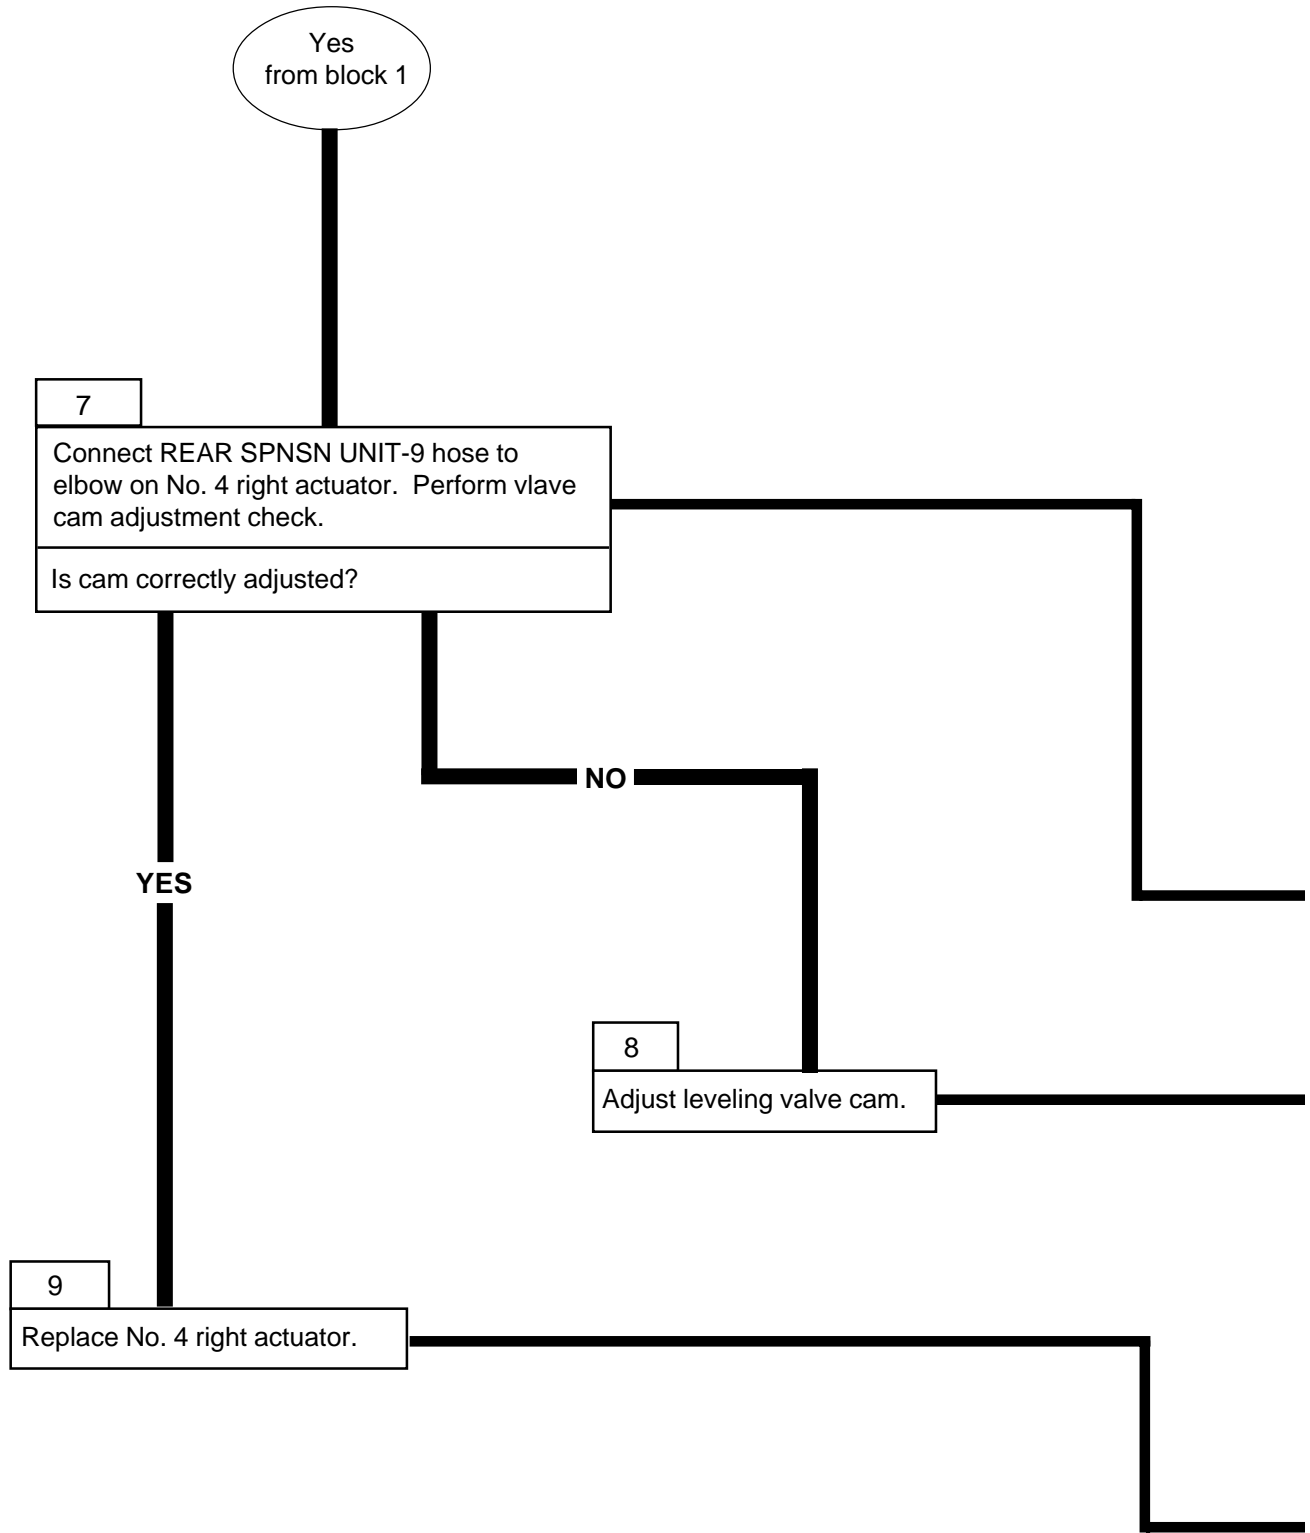 Yes
from block 1
7
Connect REAR SPNSN UNIT-9 hose to
elbow on No. 4 right actuator.  Perform vlave
cam adjustment check.
Is cam correctly adjusted?
NO
YES
8
Adjust leveling valve cam.
9
Replace No. 4 right actuator.